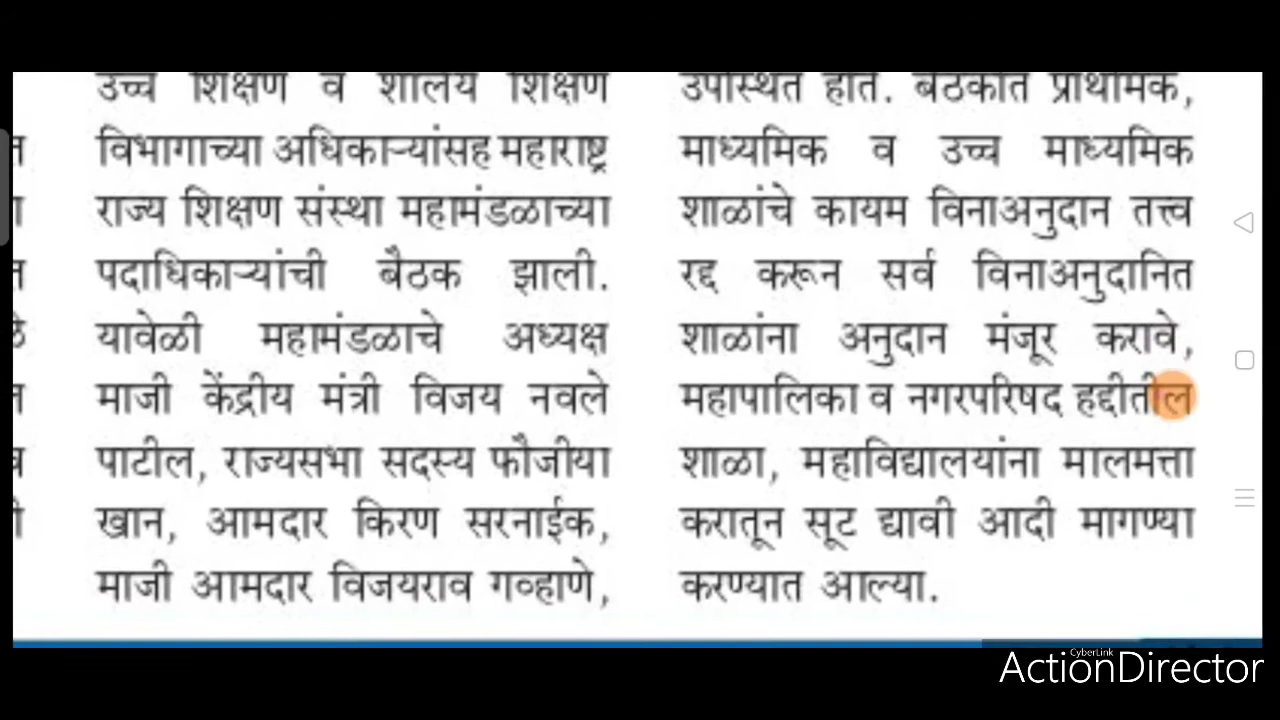 उच्च शिक्षण व शालेय शिक्षण
विभागाच्या अधिकाऱ्यांसह महाराष्ट्र
राज्य शिक्षण संस्था महामंडळाच्या
पदाधिकाऱ्यांची बैठक झाली.
यावेळी महामंडळाचे अध्यक्ष
माजी केंद्रीय मंत्री विजय नवले
पाटील, राज्यसभा सदस्य फौजीया
खान, आमदार किरण सरनाईक,
माजी आमदार विजयराव गव्हाणे,
उपस्थित होते. बैठकीत प्राथमिक,
माध्यमिक व उच्च माध्यमिक
शाळांचे कायम विनाअनुदान तत्त्व
रद्द करून सर्व विनाअनुदानित
शाळांना अनुदान मंजूर करावे,
महापालिका व नगरपरिषद हद्दीतील
शाळा, महाविद्यालयांना मालमत्ता
करातून सूट द्यावी आदी मागण्या
करण्यात आल्या.
CyberLink
ActionDirector